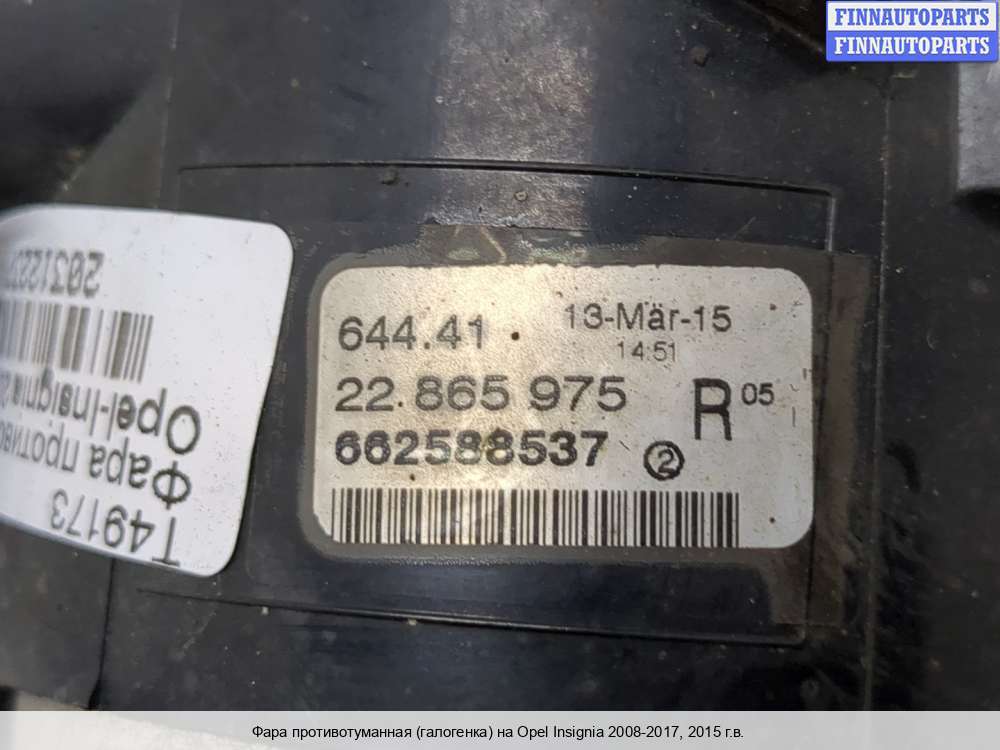 FINNAUTOPARTS
FINNAUTOPARTS
644.41
13-Mär-15
14:51
22.865 975
R 05
662588537 2
T49173
Фара
Opel-Insignia
Фара противотуманная (галогенка) на Opel Insignia 2008-2017, 2015 г.в.